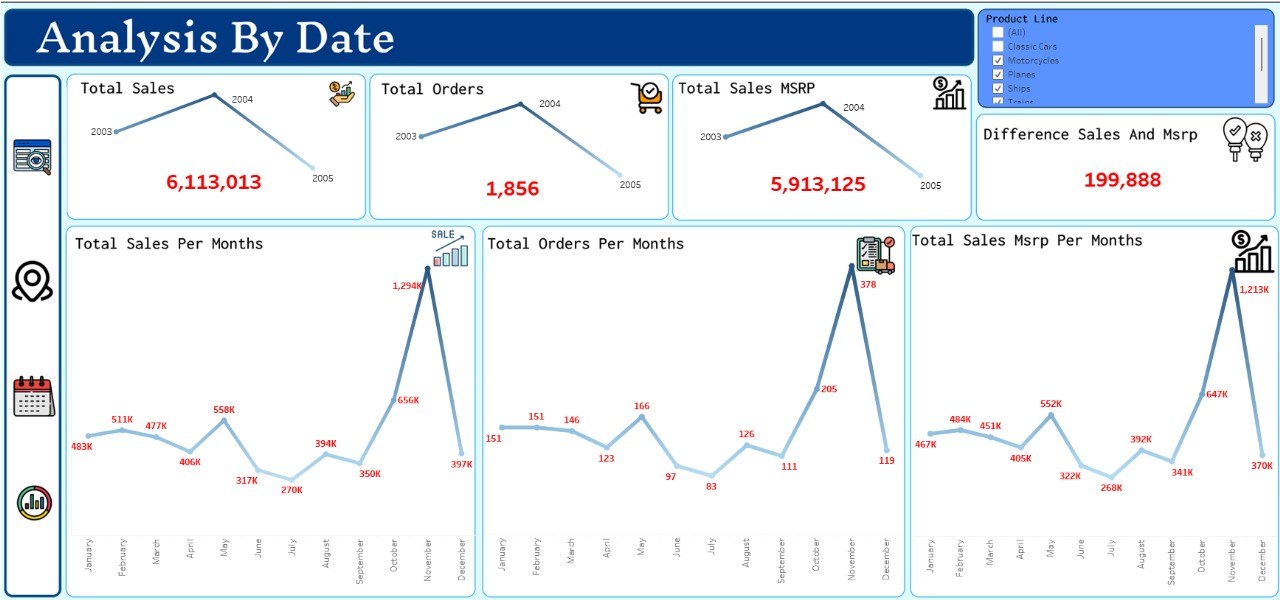 Analysis By Date
Product Line
(All)
Classic Cars
Motorcycles
Planes
Ships
Trains
Total Sales
2003
2004
2005
6,113,013
Total Orders
2003
2004
2005
1,856
Total Sales MSRP
2003
2004
2005
5,913,125
Difference Sales And Msrp
199,888
Total Sales Per Months
SALE
483K
511K
477K
406K
558K
317K
270K
394K
350K
656K
1,294K
397K
January
February
March
April
May
June
July
August
September
October
November
December
Total Orders Per Months
151
151
146
123
166
97
83
126
111
205
378
119
January
February
March
April
May
June
July
August
September
October
November
December
Total Sales Msrp Per Months
467K
484K
451K
405K
552K
322K
268K
392K
341K
647K
1,213K
370K
January
February
March
April
May
June
July
August
September
October
November
December